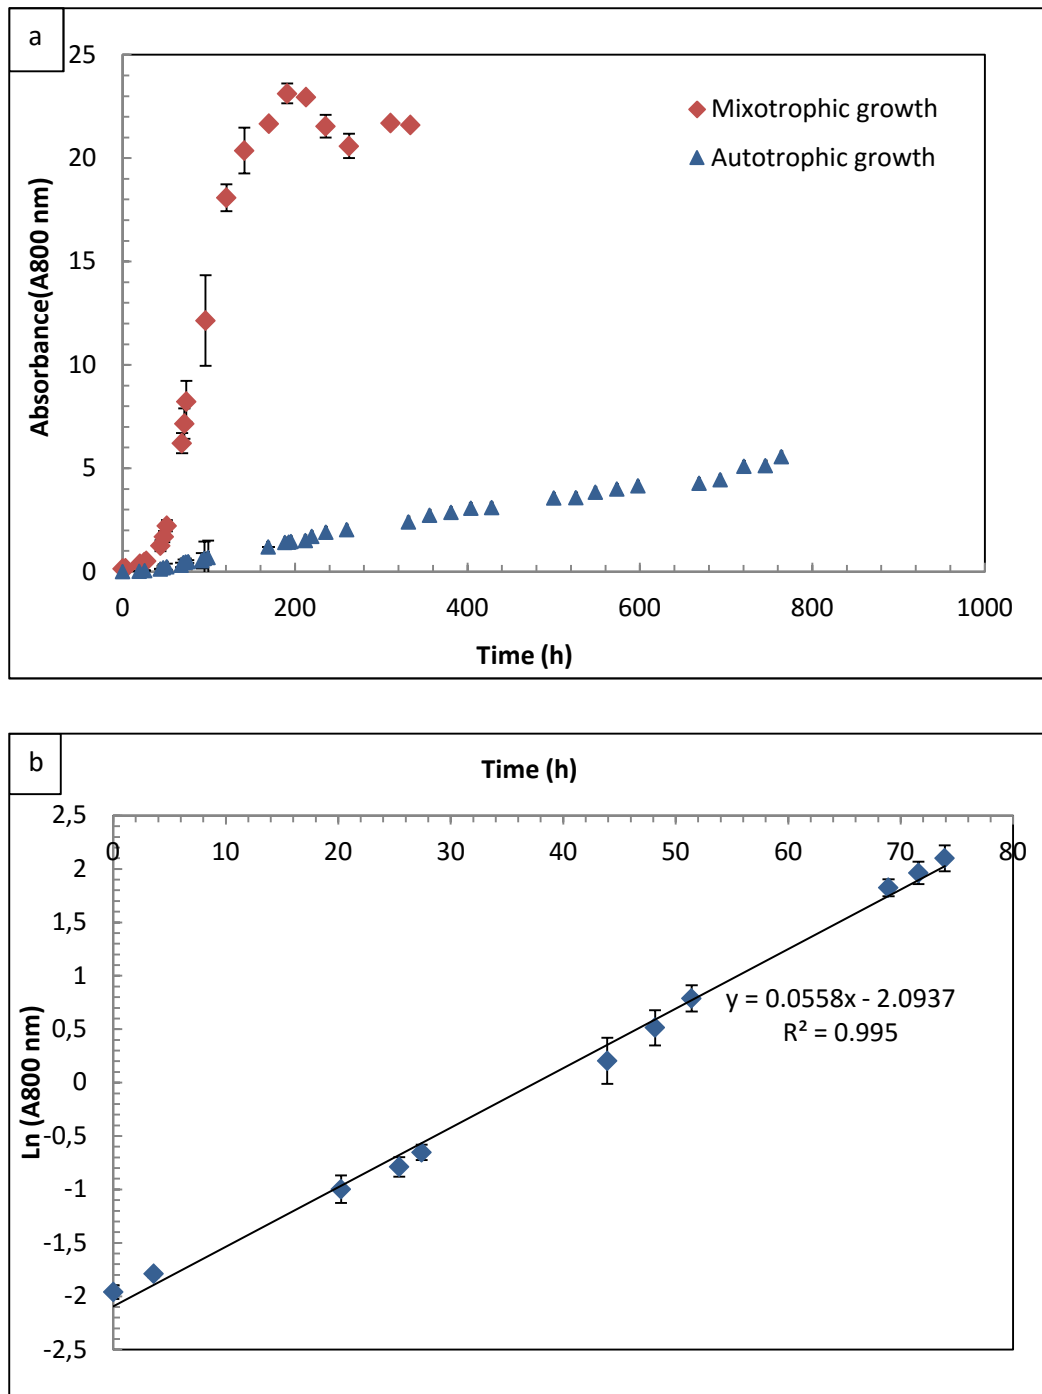 a
25
20
15
10
5
0
Absorbance(A800 nm)
Mixotrophic growth
Autotrophic growth
0 200 400 600 800 1000
Time (h)
b
Time (h)
2,5
2
1,5
1
0,5
0
-0,5
-1
-1,5
-2
-2,5
Ln (A800 nm)
0 10 20 30 40 50 60 70 80
y = 0.0558x - 2.0937
R² = 0.995